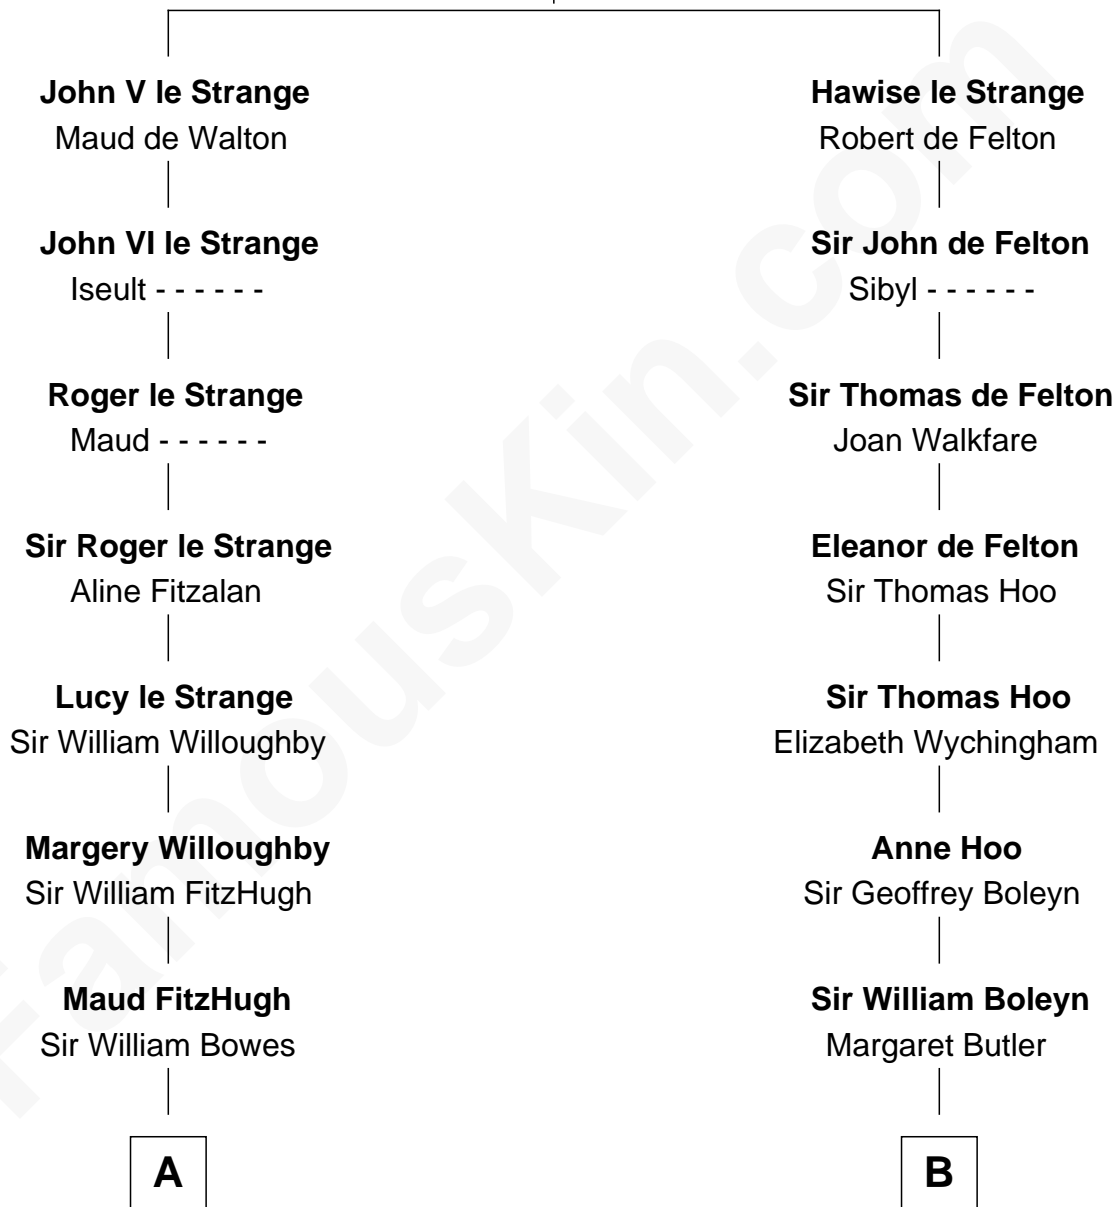 John V le Strange
Maud de Walton
John VI le Strange
Iseult - - - - - -
Roger le Strange
Maud - - - - - -
Sir Roger le Strange
Aline Fitzalan
Lucy le Strange
Sir William Willoughby
Margery Willoughby
Sir William FitzHugh
Maud FitzHugh
Sir William Bowes
A
Hawise le Strange
Robert de Felton
Sir John de Felton
Sibyl - - - - - -
Sir Thomas de Felton
Joan Walkfare
Eleanor de Felton
Sir Thomas Hoo
Sir Thomas Hoo
Elizabeth Wychingham
Anne Hoo
Sir Geoffrey Boleyn
Sir William Boleyn
Margaret Butler
B
FamousKin.com